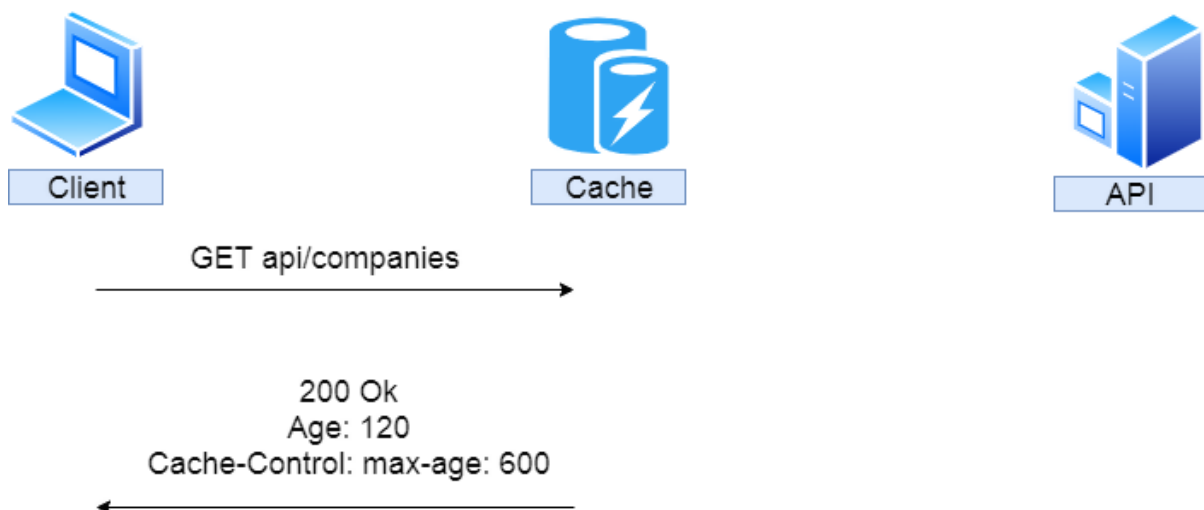 Client
Cache
API
GET api/companies
200 Ok
Age: 120
Cache-Control: max-age: 600